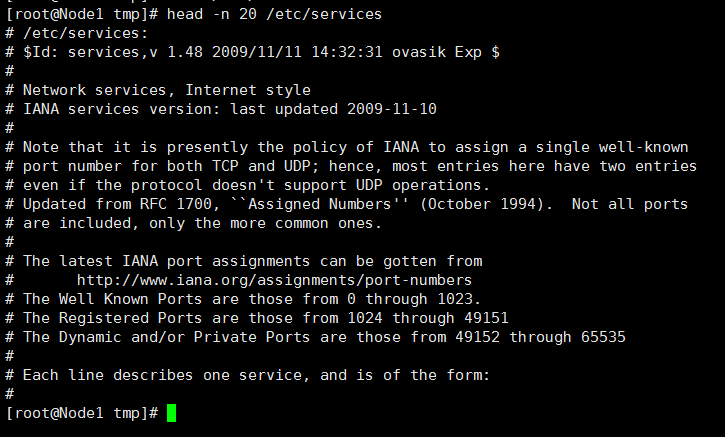 [root@Node1 tmp]# head -n 20 /etc/services
# /etc/services:
# $Id: services,v 1.48 2009/11/11 14:32:31 ovasik Exp $
#
# Network services, Internet style
# IANA services version: last updated 2009-11-10
#
# Note that it is presently the policy of IANA to assign a single well-known
# port number for both TCP and UDP; hence, most entries here have two entries
# even if the protocol doesn't support UDP operations.
# Updated from RFC 1700, ``Assigned Numbers'' (October 1994).  Not all ports
# are included, only the more common ones.
#
# The latest IANA port assignments can be gotten from
#       http://www.iana.org/assignments/port-numbers
# The Well Known Ports are those from 0 through 1023.
# The Registered Ports are those from 1024 through 49151
# The Dynamic and/or Private Ports are those from 49152 through 65535
#
# Each line describes one service, and is of the form:
#
[root@Node1 tmp]#